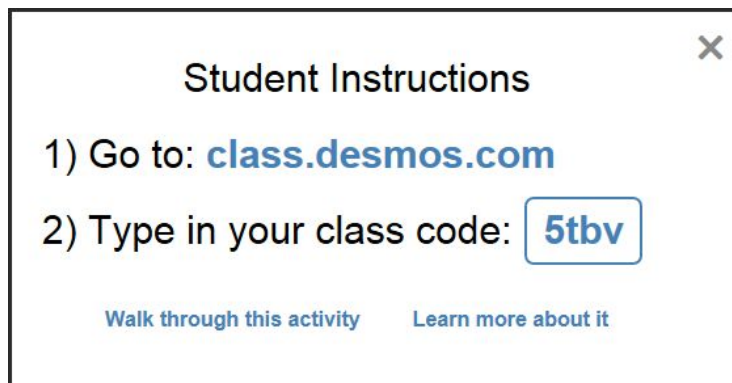 Student Instructions
1) Go to: class.desmos.com
2) Type in your class code: 5tbv
Walk through this activity Learn more about it